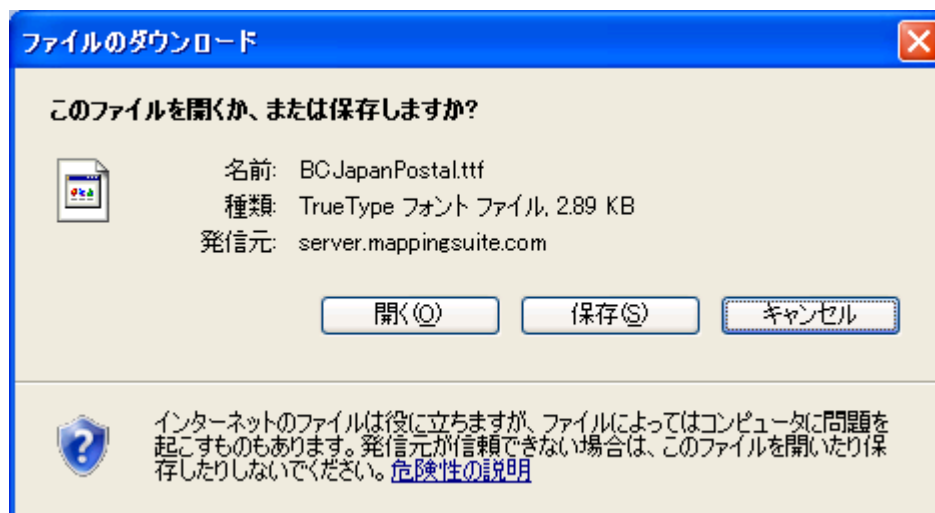 ファイルのダウンロード
このファイルを開くか、または保存しますか?
名前: BCJapanPostal.ttf
種類: TrueType フォント ファイル, 2.89 KB
発信元: server.mappingsuite.com
開く(O) 保存(S) キャンセル
インターネットのファイルは役に立ちますが、ファイルによってはコンピュータに問題を
起こすものもあります。発信元が信頼できない場合は、このファイルを開いたり保
存したりしないでください。危険性の説明